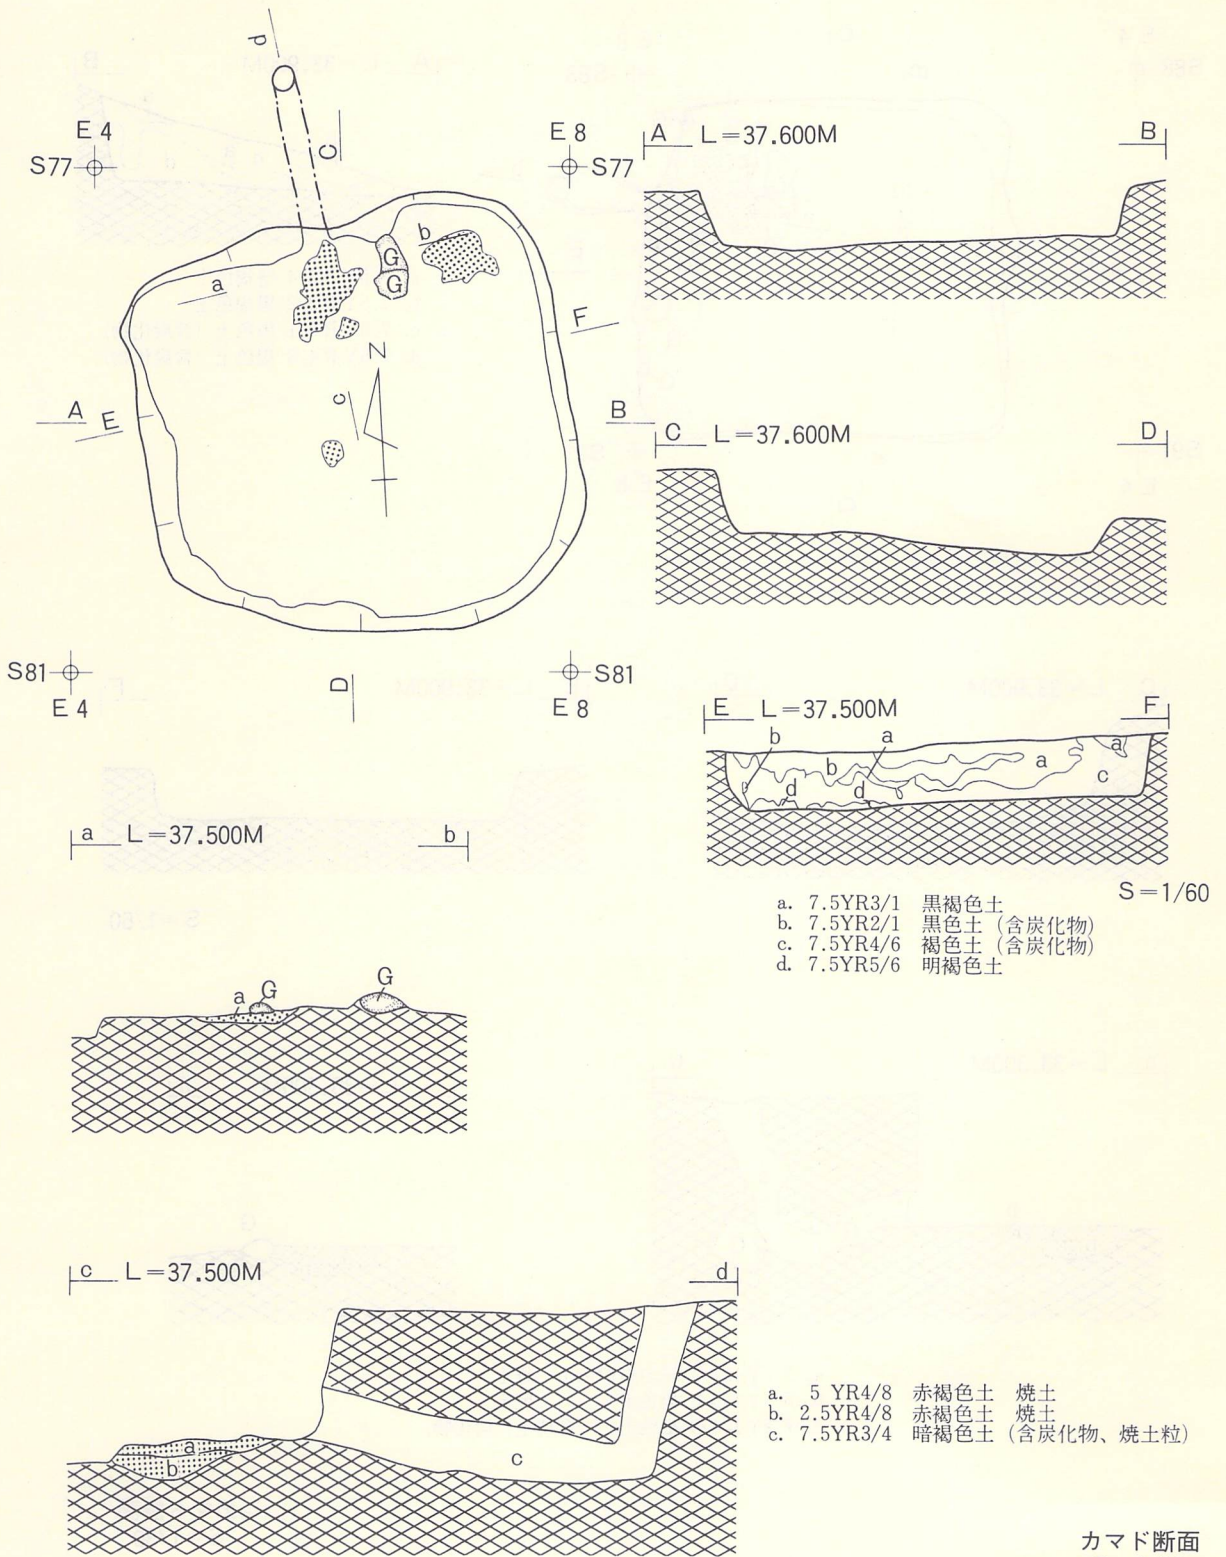 d
C
E 4
E 8
S77
S77
b
G
G
a
F
N
c
A
E
B
S81
S81
D
E 4
E 8
A L=37.600M B
C L=37.600M D
E L=37.500M F
b a
b a a
d d c
S=1/60
a. 7.5YR3/1 黒褐色土
b. 7.5YR2/1 黒色土 (含炭化物)
c. 7.5YR4/6 褐色土 (含炭化物)
d. 7.5YR5/6 明褐色土
a L=37.500M b
a G G
c L=37.500M d
a
b
c
a. 5 YR4/8 赤褐色土 焼土
b. 2.5YR4/8 赤褐色土 焼土
c. 7.5YR3/4 暗褐色土 (含炭化物、焼土粒)
カマド断面